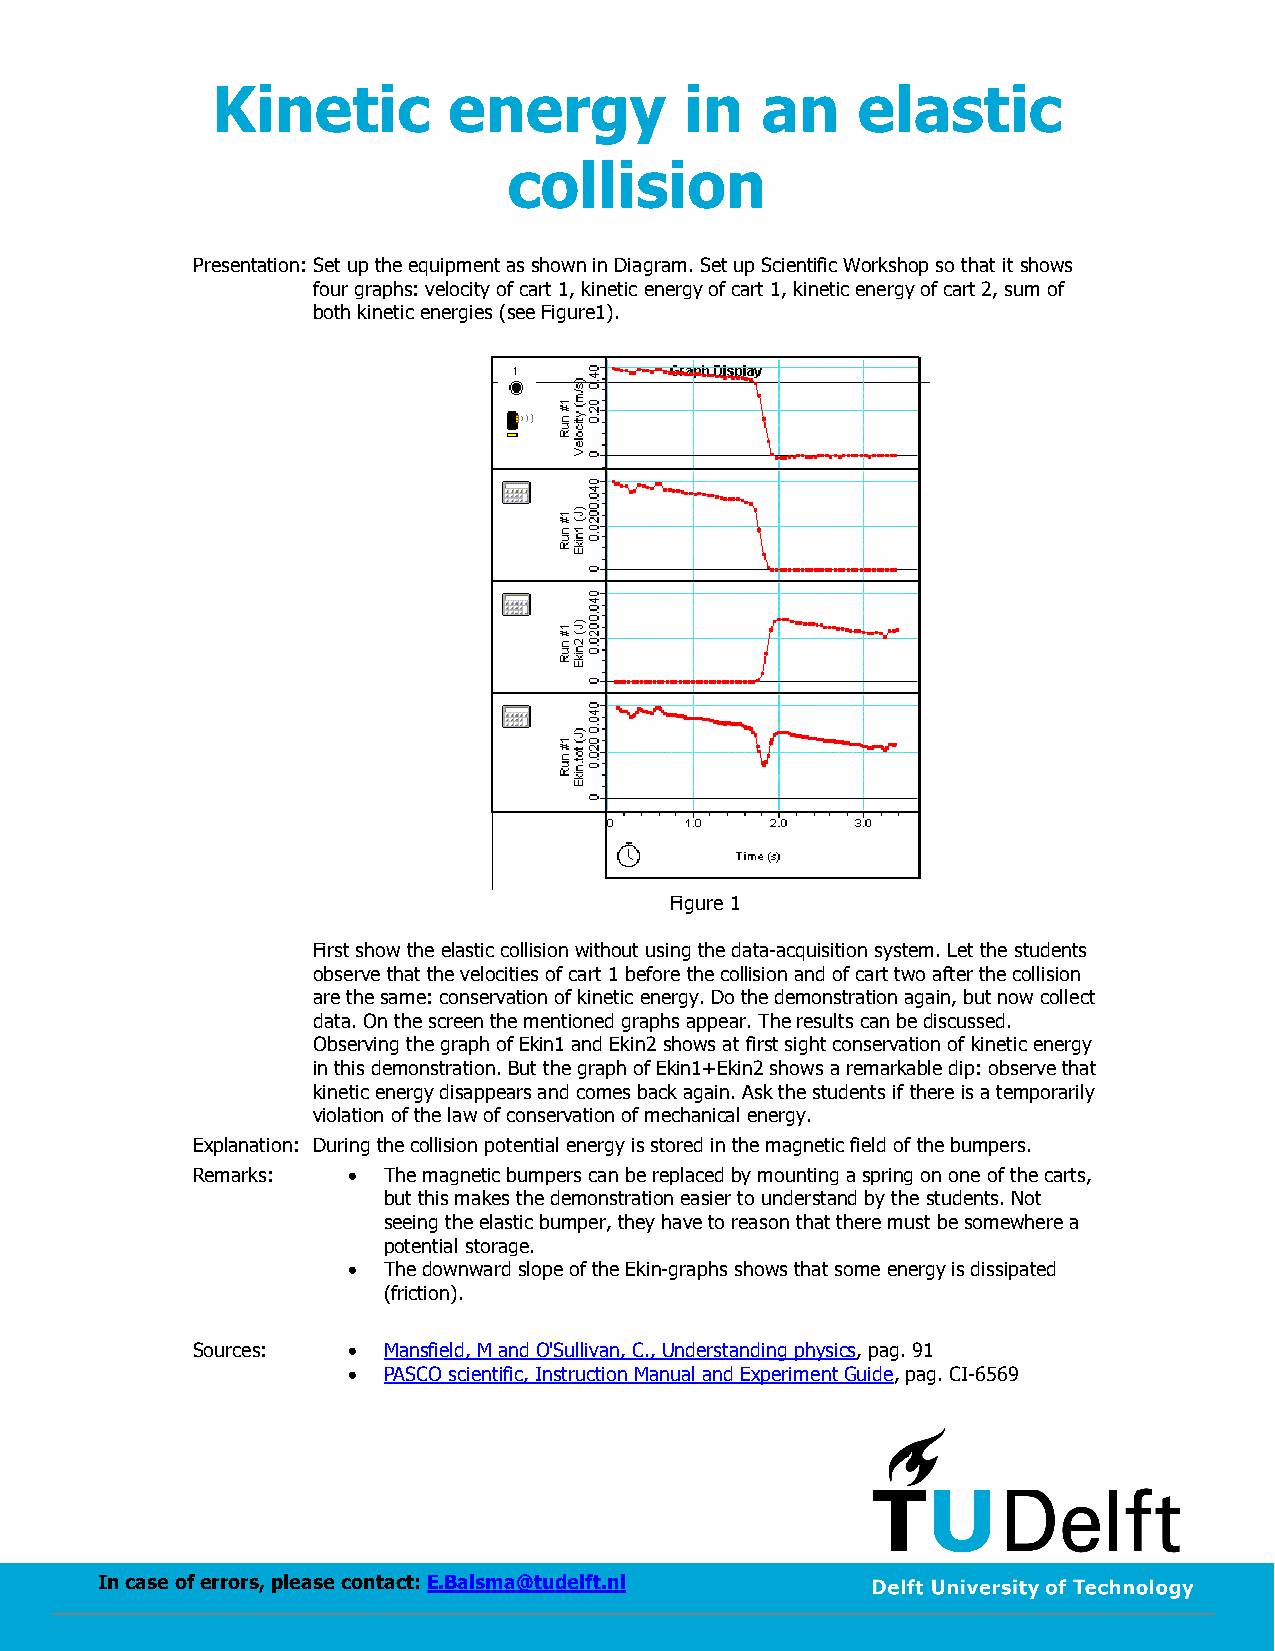 Kinetic energy in an elastic
collision
Presentation: Set up the equipment as shown in Diagram. Set up Scientific Workshop so that it shows
four graphs: velocity of cart 1, kinetic energy of cart 1, kinetic energy of cart 2, sum of
both kinetic energies (see Figure1).
Graph Display
1
Run #1
Velocity (m/s)
0 0.20 0.40
Run #1
Ekin1 (J)
0 0.020 0.040
Run #1
Ekin2 (J)
0 0.020 0.040
Run #1
Ekin.tot (J)
0 0.020 0.040
0 1.0 2.0 3.0
Time (s)
Figure 1
First show the elastic collision without using the data-acquisition system. Let the students
observe that the velocities of cart 1 before the collision and of cart two after the collision
are the same: conservation of kinetic energy. Do the demonstration again, but now collect
data. On the screen the mentioned graphs appear. The results can be discussed.
Observing the graph of Ekin1 and Ekin2 shows at first sight conservation of kinetic energy
in this demonstration. But the graph of Ekin1+Ekin2 shows a remarkable dip: observe that
kinetic energy disappears and comes back again. Ask the students if there is a temporarily
violation of the law of conservation of mechanical energy.
Explanation: During the collision potential energy is stored in the magnetic field of the bumpers.
Remarks: • The magnetic bumpers can be replaced by mounting a spring on one of the carts,
but this makes the demonstration easier to understand by the students. Not
seeing the elastic bumper, they have to reason that there must be somewhere a
potential storage.
• The downward slope of the Ekin-graphs shows that some energy is dissipated
(friction).
Sources: • Mansfield, M and O'Sullivan, C., Understanding physics, pag. 91
• PASCO scientific, Instruction Manual and Experiment Guide, pag. CI-6569
TUDelft
In case of errors, please contact: E.Balsma@tudelft.nl
Delft University of Technology